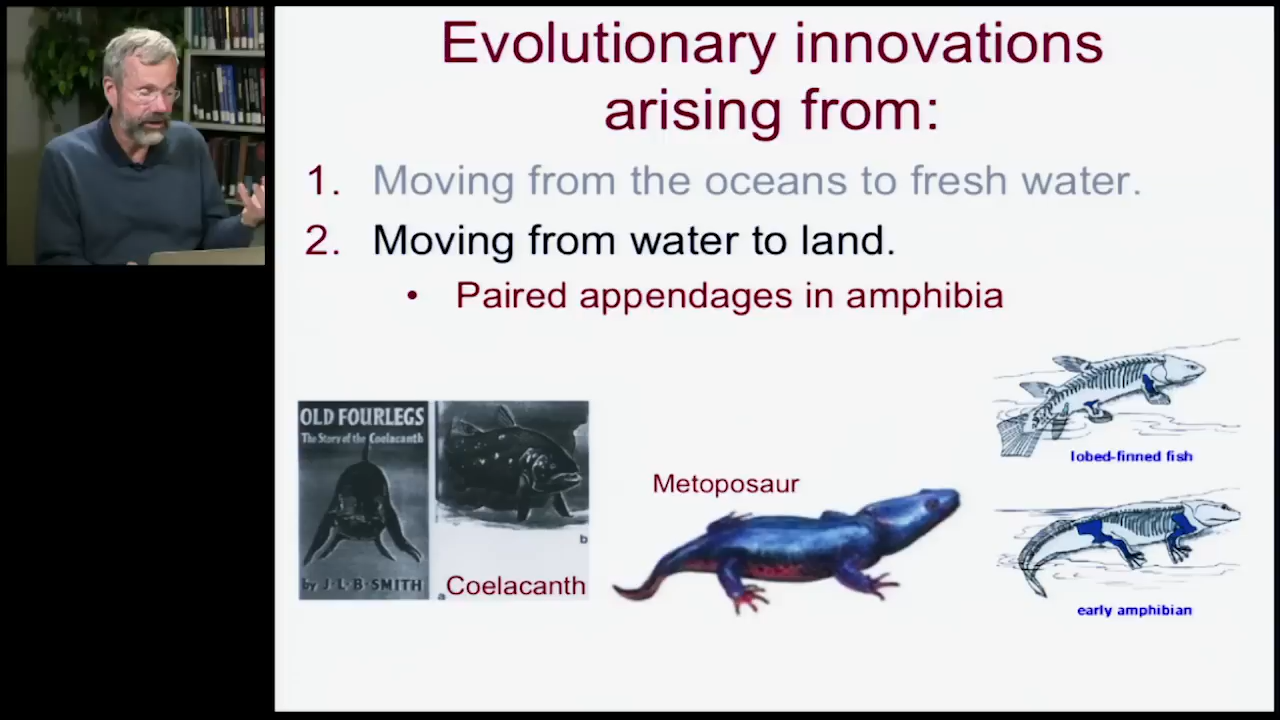 Evolutionary innovations
arising from:
1. Moving from the oceans to fresh water.
2. Moving from water to land.
• Paired appendages in amphibia
OLD FOURLEGS
The Story of the Coelacanth
by J·L·B·SMITH
a
b
Coelacanth
Metoposaur
lobed-finned fish
early amphibian